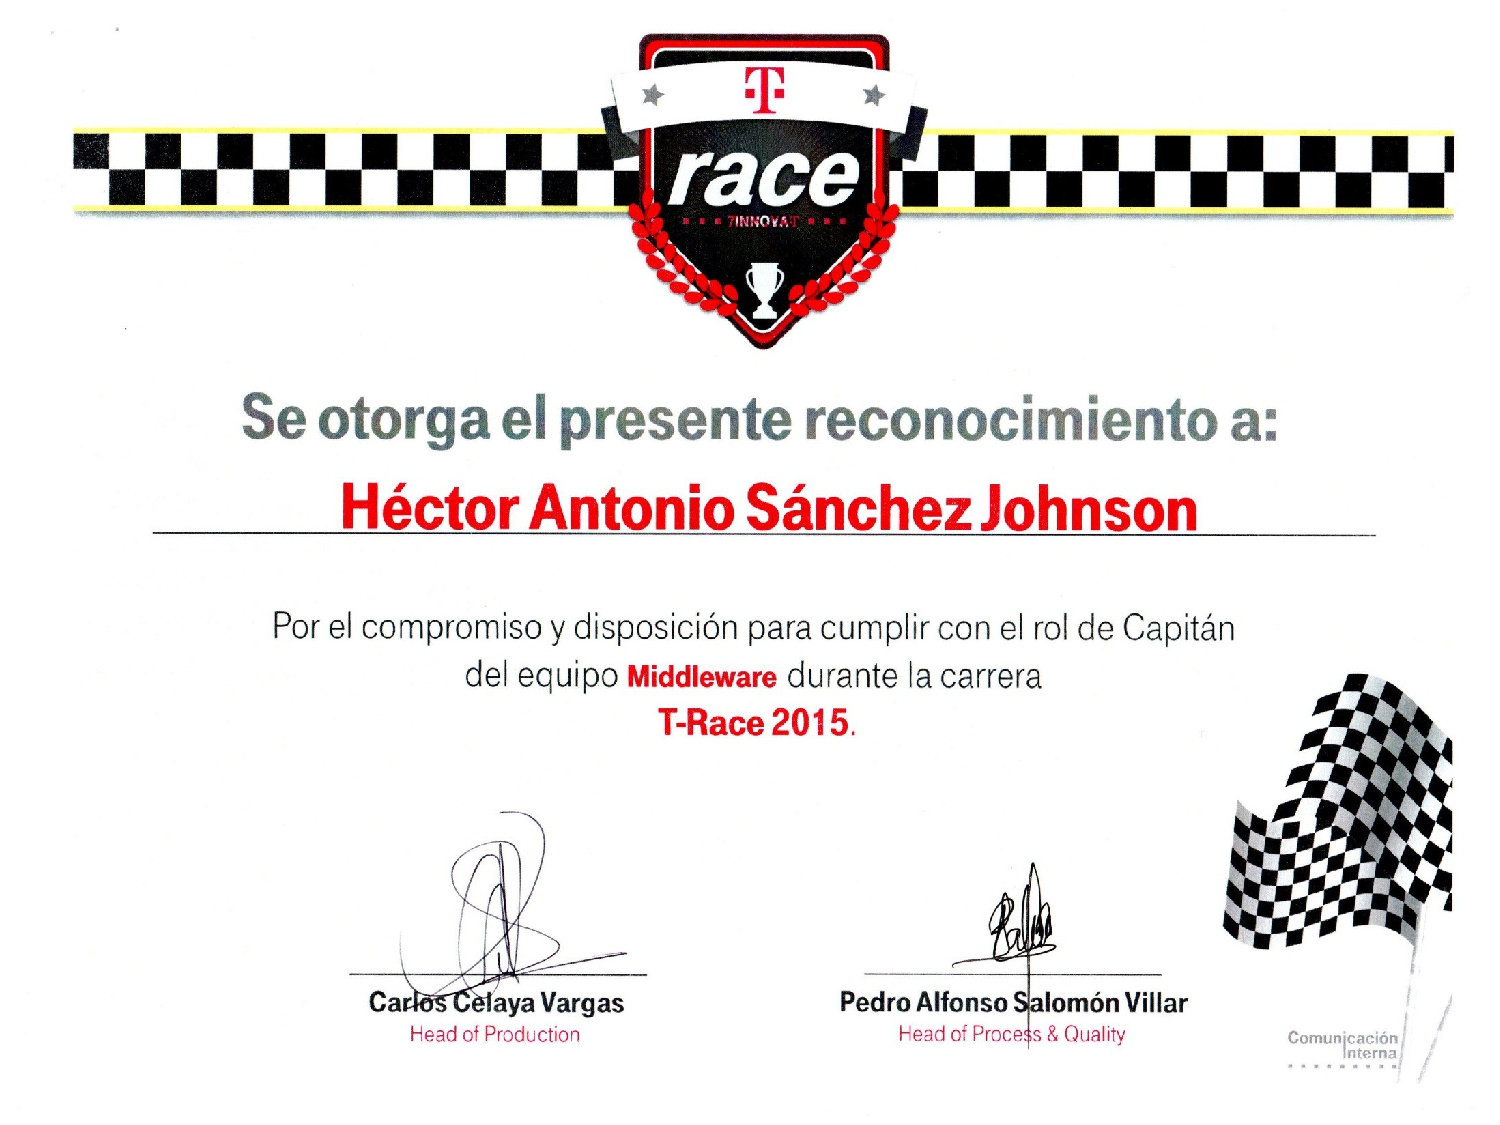 T
race
7INNOVAT
Se otorga el presente reconocimiento a:
Héctor Antonio Sánchez Johnson
Por el compromiso y disposición para cumplir con el rol de Capitán
del equipo Middleware durante la carrera
T-Race 2015.
Carlos Celaya Vargas
Head of Production
Pedro Alfonso Salomón Villar
Head of Process & Quality
Comunicación
Interna